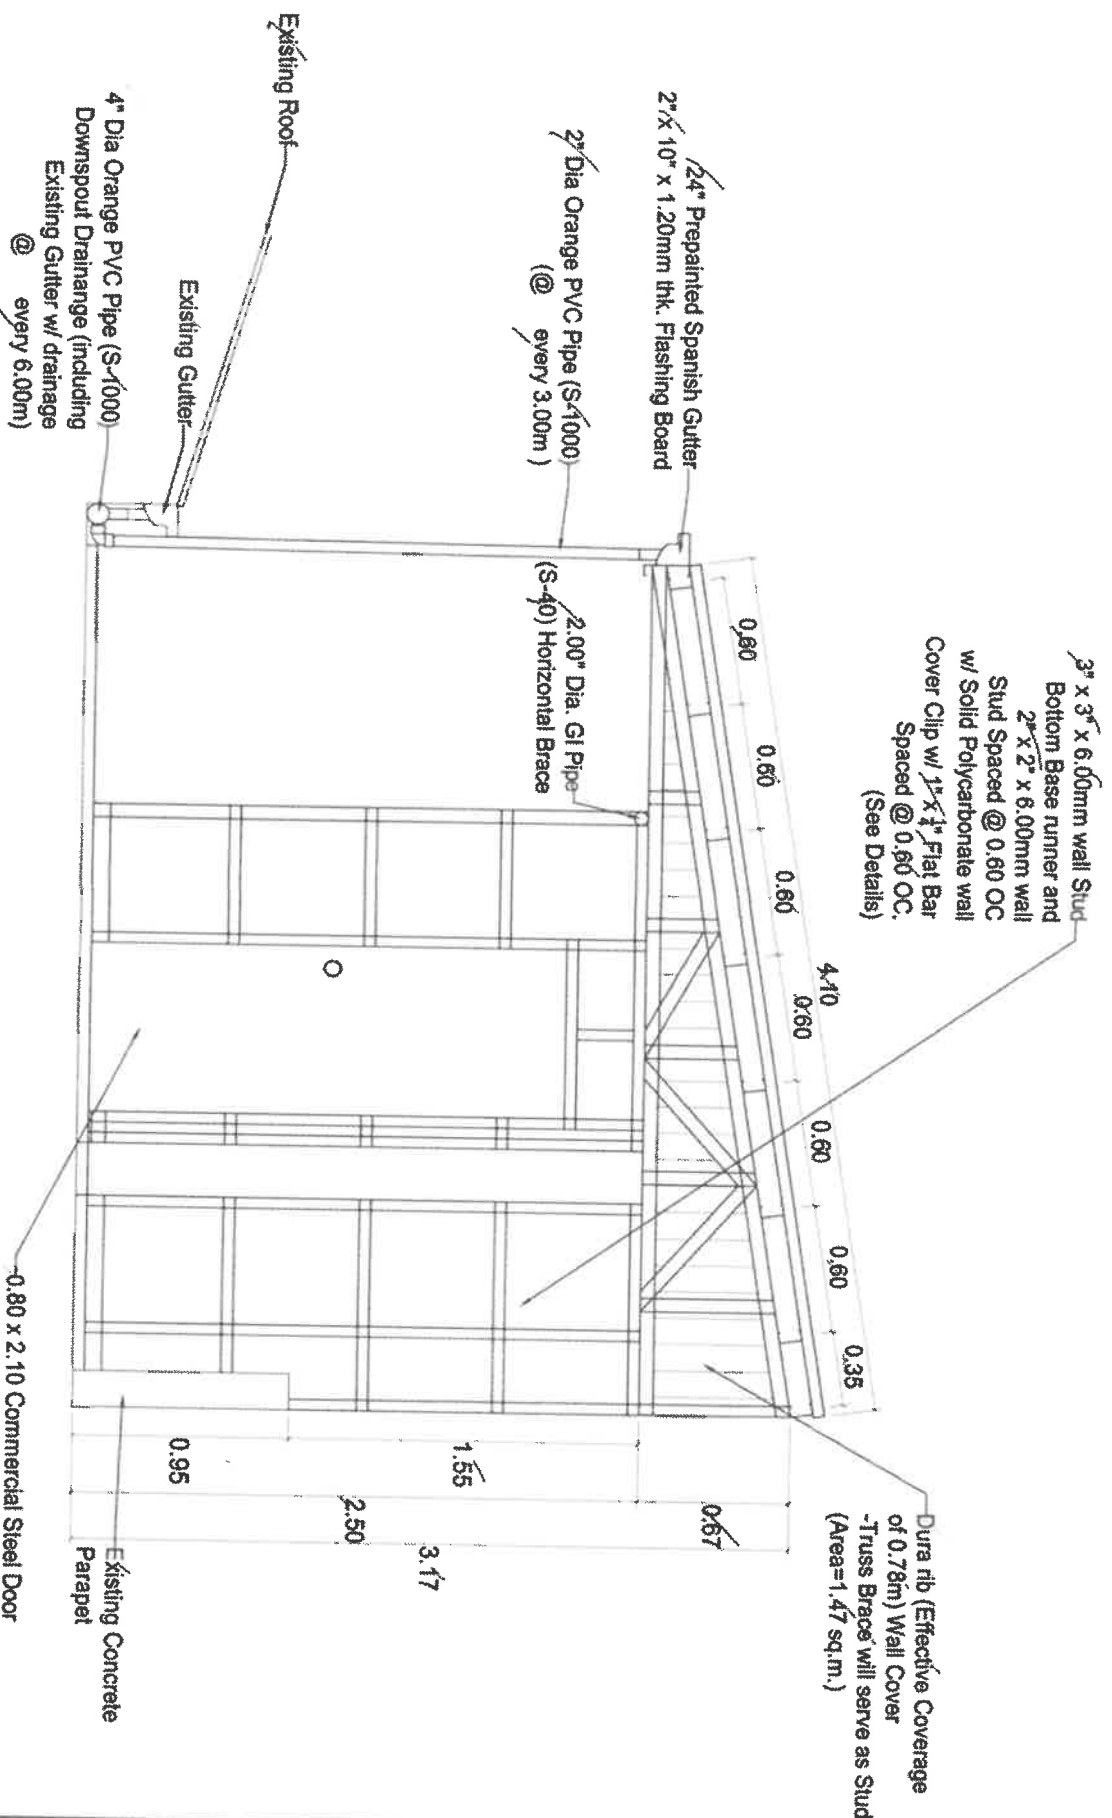 3" x 3" x 6.00mm wall Stud
Bottom Base runner and
2" x 2" x 6.00mm wall
Stud Spaced @ 0.60 OC
w/ Solid Polycarbonate wall
Cover Clip w/ 1" x ¼" Flat Bar
Spaced @ 0.60 OC.
(See Details)
24" Prepainted Spanish Gutter
2" x 10" x 1.20mm thk. Flashing Board
2" Dia Orange PVC Pipe (S-1000)
(@ every 3.00m )
Existing Roof
Existing Gutter
4" Dia Orange PVC Pipe (S-1000)
Downspout Drainange (including
Existing Gutter w/ drainage
@ every 6.00m)
2.00" Dia. GI Pipe
(S-40) Horizontal Brace
4.10
0.60
0.60
0.60
0.60
0.60
0.60
0.35
Dura rib (Effective Coverage
of 0.78m) Wall Cover
-Truss Brace will serve as Stud
(Area=1.47 sq.m.)
0.67
1.55
0.95
2.50
3.17
Existing Concrete
Parapet
0.80 x 2.10 Commercial Steel Door